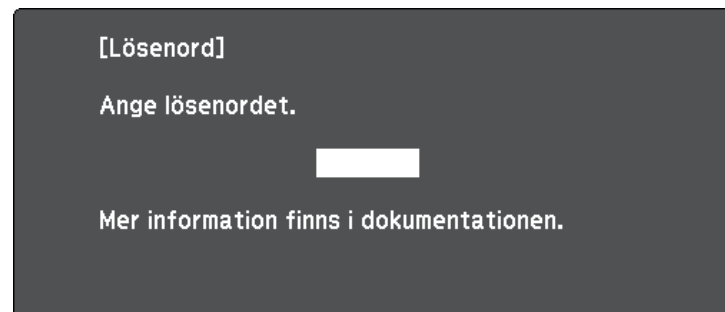 [Lösenord]
Ange lösenordet.
Mer information finns i dokumentationen.